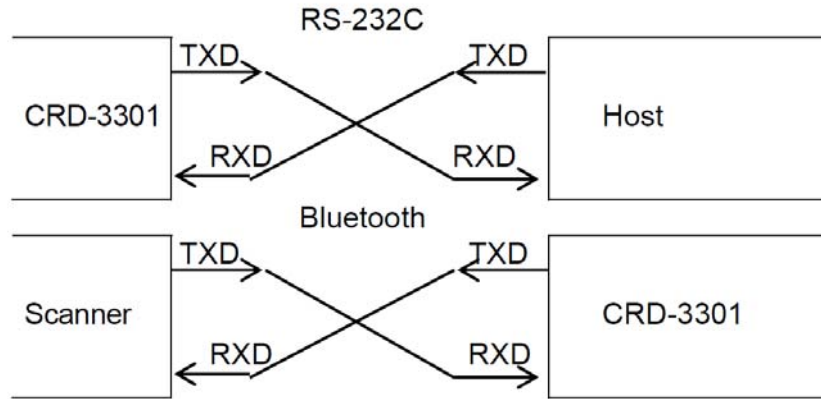 RS-232C
TXD TXD
CRD-3301 Host
RXD RXD
Bluetooth
TXD TXD
Scanner CRD-3301
RXD RXD